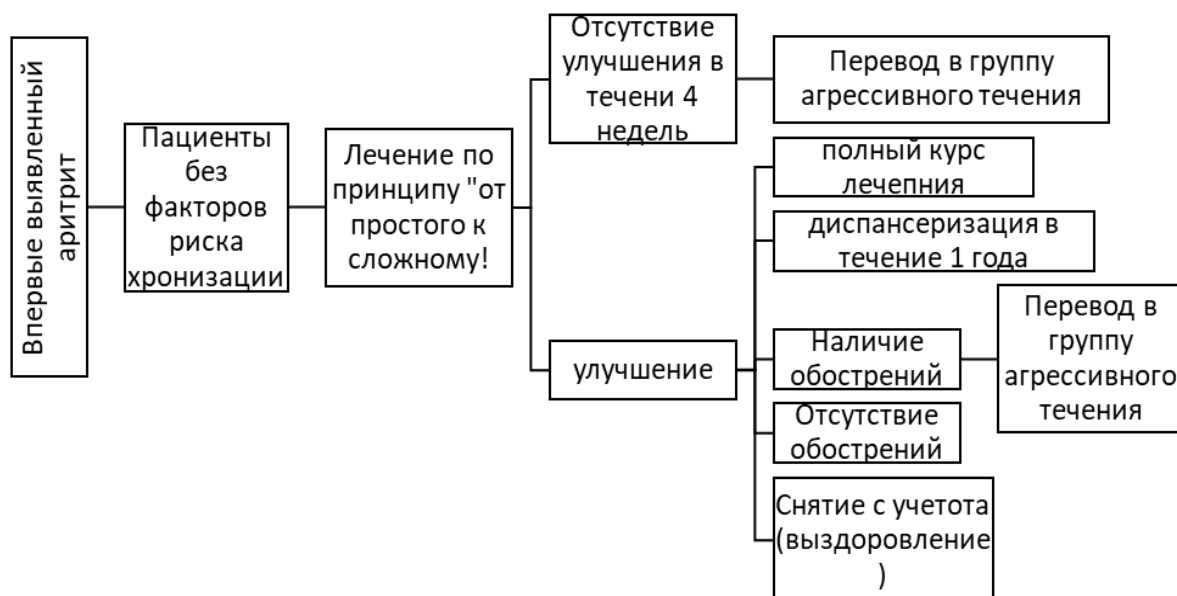 Впервые выявленный
аритрит
Пациенты
без
факторов
риска
хронизации
Лечение по
принципу "от
простого к
сложному!
Отсутствие
улучшения в
течени 4
недель
Перевод в группу
агрессивного течения
улучшение
полный курс
лечепния
диспансеризация в
течение 1 года
Наличие
обострений
Перевод в
группу
агрессивного
течения
Отсутствие
обострений
Снятие с учетота
(выздоровление
)